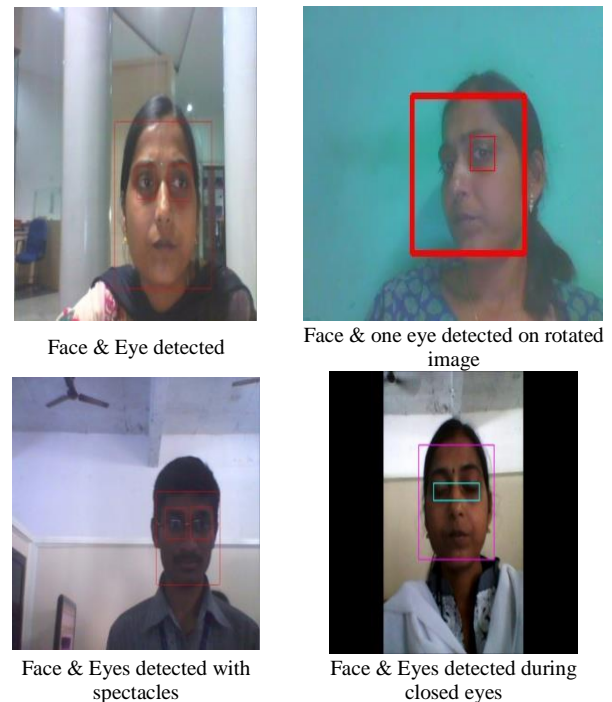 Face & Eye detected
Face & one eye detected on rotated
image
Face & Eyes detected with
spectacles
Face & Eyes detected during
closed eyes